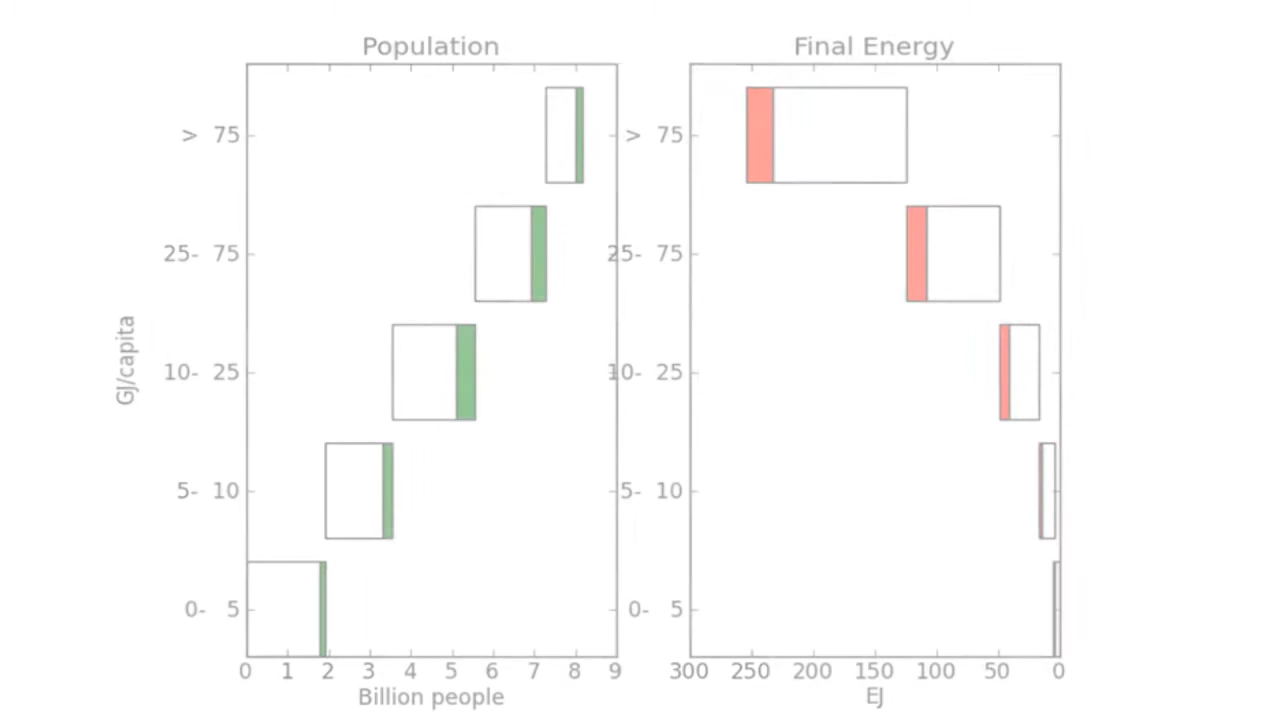 Population
Final Energy
> 75
25- 75
10- 25
5- 10
0- 5
GJ/capita
> 75
25- 75
10- 25
5- 10
0- 5
0 1 2 3 4 5 6 7 8 9
Billion people
300 250 200 150 100 50 0
EJ